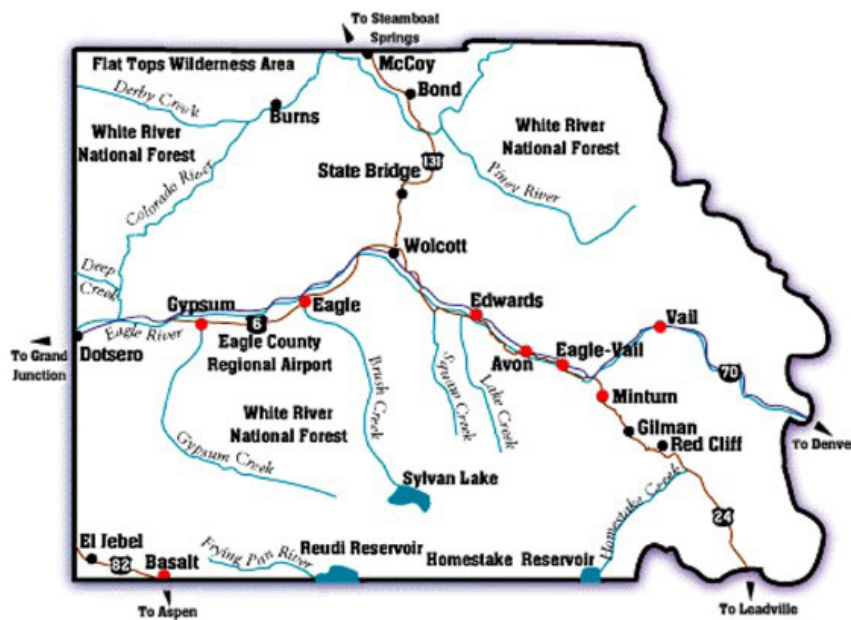 To Steamboat
Springs
Flat Tops Wilderness Area
McCoy
Bond
Derby Creek
Burns
White River
National Forest
White River
National Forest
131
State Bridge
Piney River
Colorado River
Wolcott
Deep
Creek
Gypsum
Eagle
Edwards
Vail
6
Eagle River
To Grand
Junction
Dotsero
Eagle County
Regional Airport
Avon
Eagle-Vail
70
Brush Creek
Squaw Creek
Lake Creek
Minturn
White River
National Forest
Gilman
Red Cliff
To Denve
Gypsum Creek
Sylvan Lake
Homestake Creek
24
El Jebel
82
Basalt
Frying Pan River
Reudi Reservoir
Homestake Reservoir
To Aspen
To Leadville